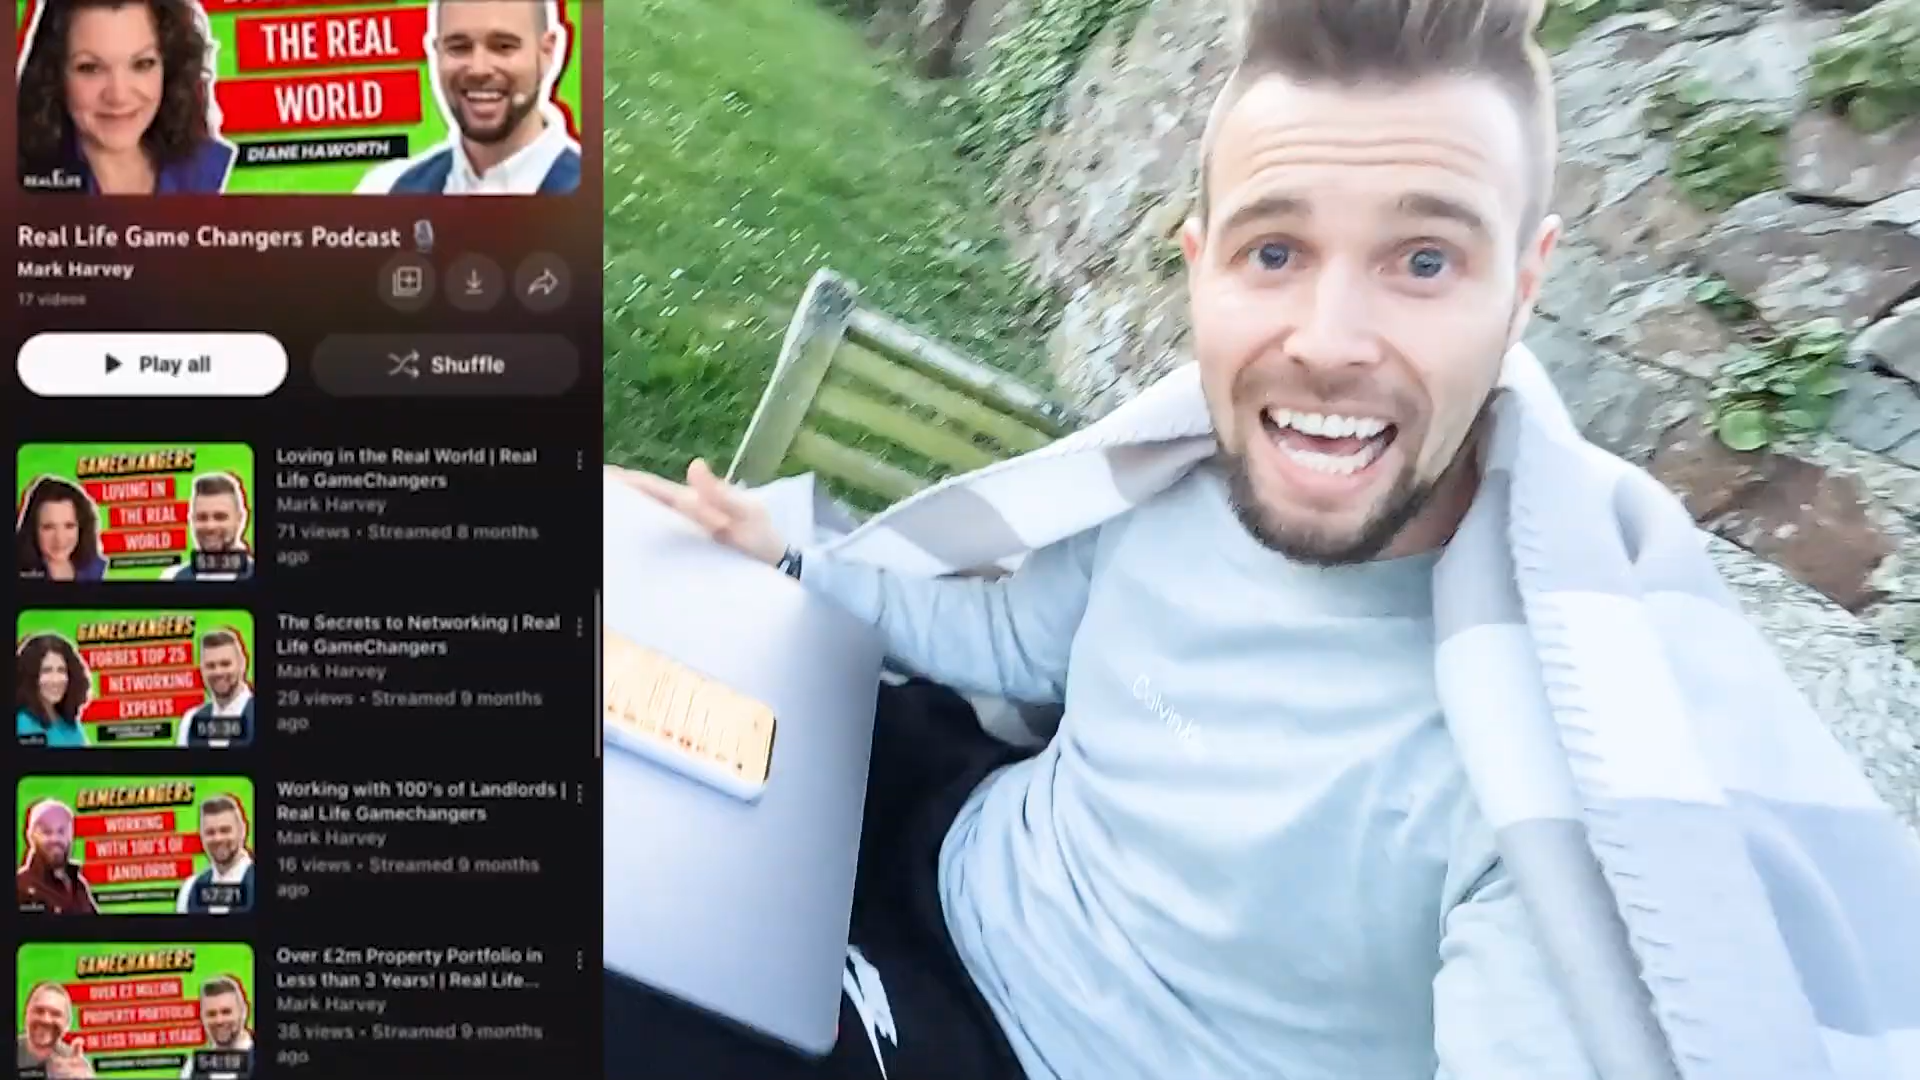 THE REAL
WORLD
DIANE HAWORTH
REAL LIFE
Real Life Game Changers Podcast
Mark Harvey
17 videos
Play all
Shuffle
GAMECHANGERS
LOVING IN
THE REAL
WORLD
53:39
Loving in the Real World | Real
Life GameChangers
Mark Harvey
71 views • Streamed 8 months
ago
GAMECHANGERS
FORBES TOP 25
NETWORKING
EXPERTS
55:36
The Secrets to Networking | Real
Life GameChangers
Mark Harvey
29 views • Streamed 9 months
ago
GAMECHANGERS
WORKING
WITH 100'S OF
LANDLORDS
57:21
Working with 100's of Landlords |
Real Life Gamechangers
Mark Harvey
16 views • Streamed 9 months
ago
GAMECHANGERS
OVER £2 MILLION
PROPERTY PORTFOLIO
IN LESS THAN 3 YEARS
54:19
Over £2m Property Portfolio in
Less than 3 Years! | Real Life...
Mark Harvey
38 views • Streamed 9 months
ago